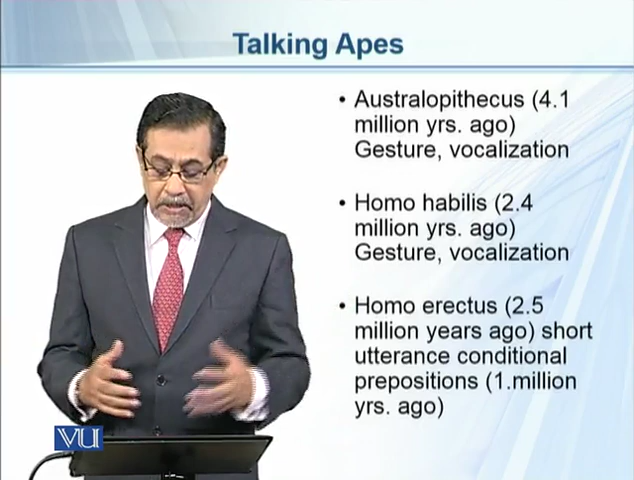 Talking Apes
• Australopithecus (4.1
million yrs. ago)
Gesture, vocalization
• Homo habilis (2.4
million yrs. ago)
Gesture, vocalization
• Homo erectus (2.5
million years ago) short
utterance conditional
prepositions (1.million
yrs. ago)
VU